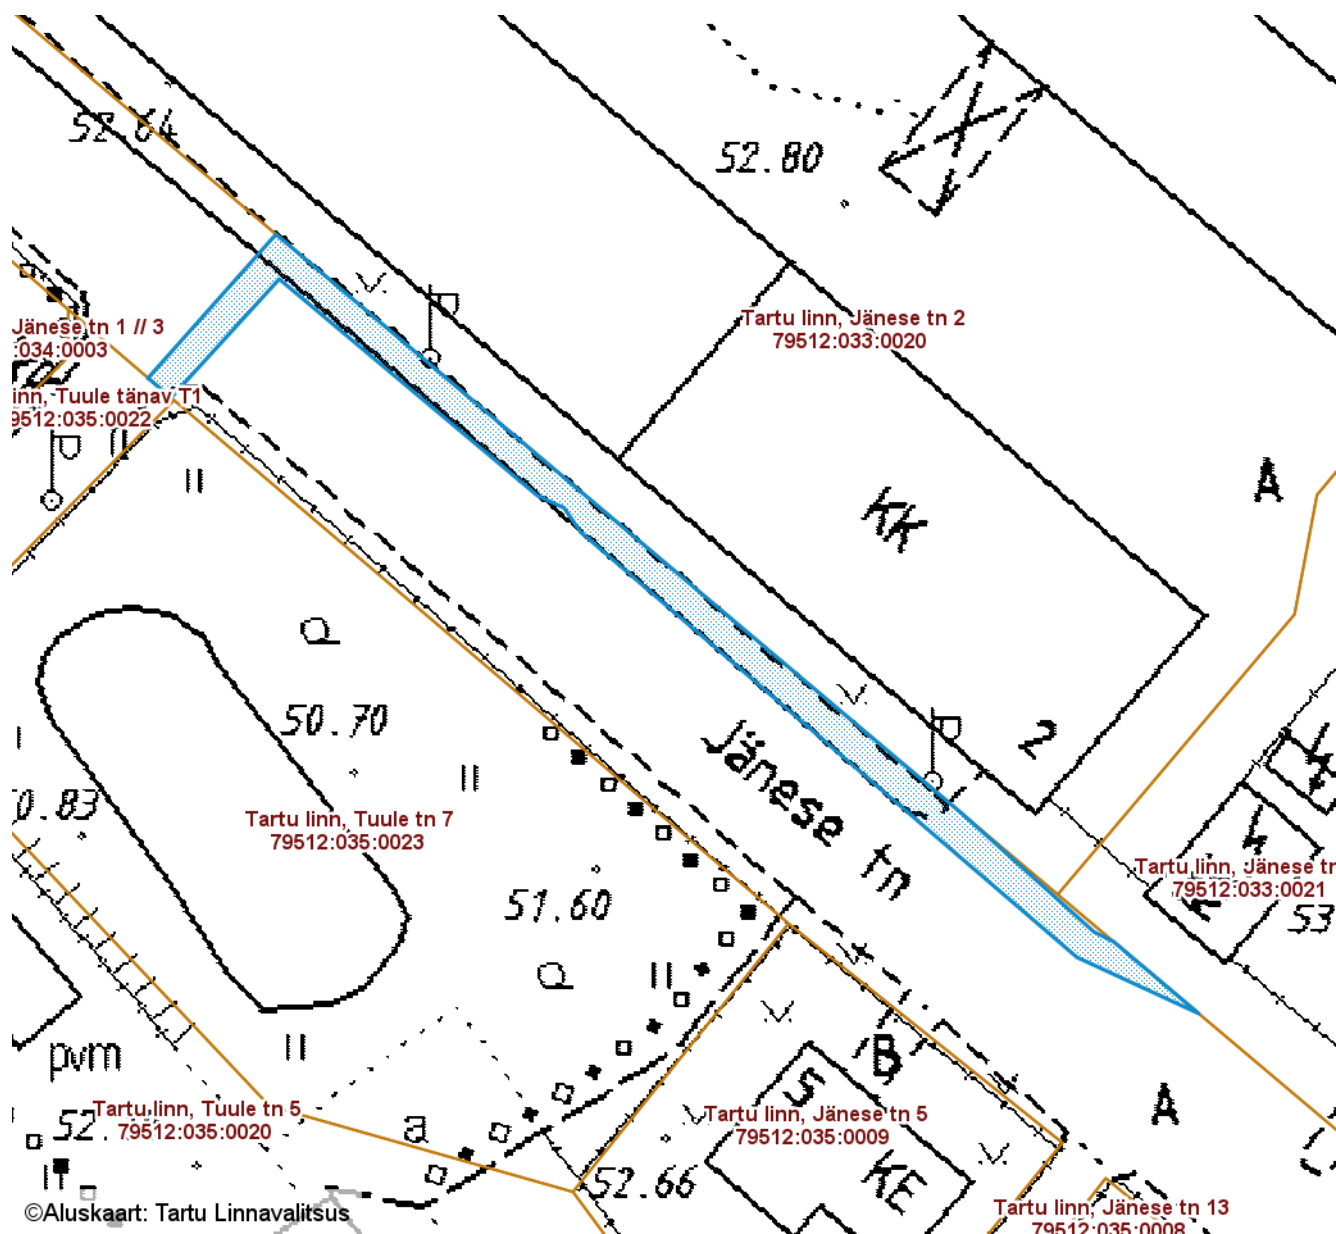 52.64
52.80
Jänese tn 1 // 3
:034:0003
Tartu linn, Jänese tn 2
79512:033:0020
inn, Tuule tänav T1
9512:035:0022
A
KK
50.70
2
Jänese tn
0.83
Tartu linn, Tuule tn 7
79512:035:0023
4
Tartu linn, Jänese tn
79512:033:0021
51.60
53
pvm
B
5
A
Tartu linn, Tuule tn 5
79512:035:0020
52.
a
Tartu linn, Jänese tn 5
79512:035:0009
52.66
KE
Tartu linn, Jänese tn 13
79512:035:0008
©Aluskaart: Tartu Linnavalitsus